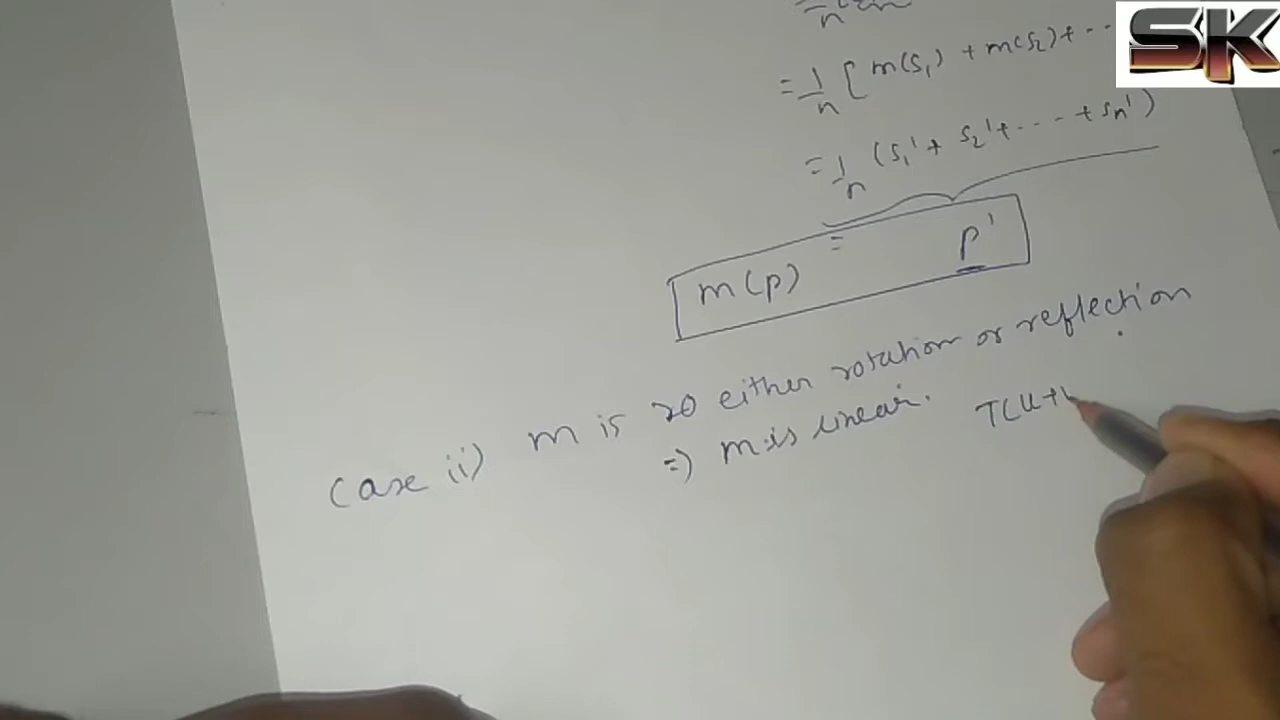 SK
= 1/n [ m(s₁) + m(s₂) + ··
= 1/n (s₁' + s₂' + ··· + sn')
m(p) = p'
Case ii) m is either rotation or reflection
⇒ m is linear. T(u+